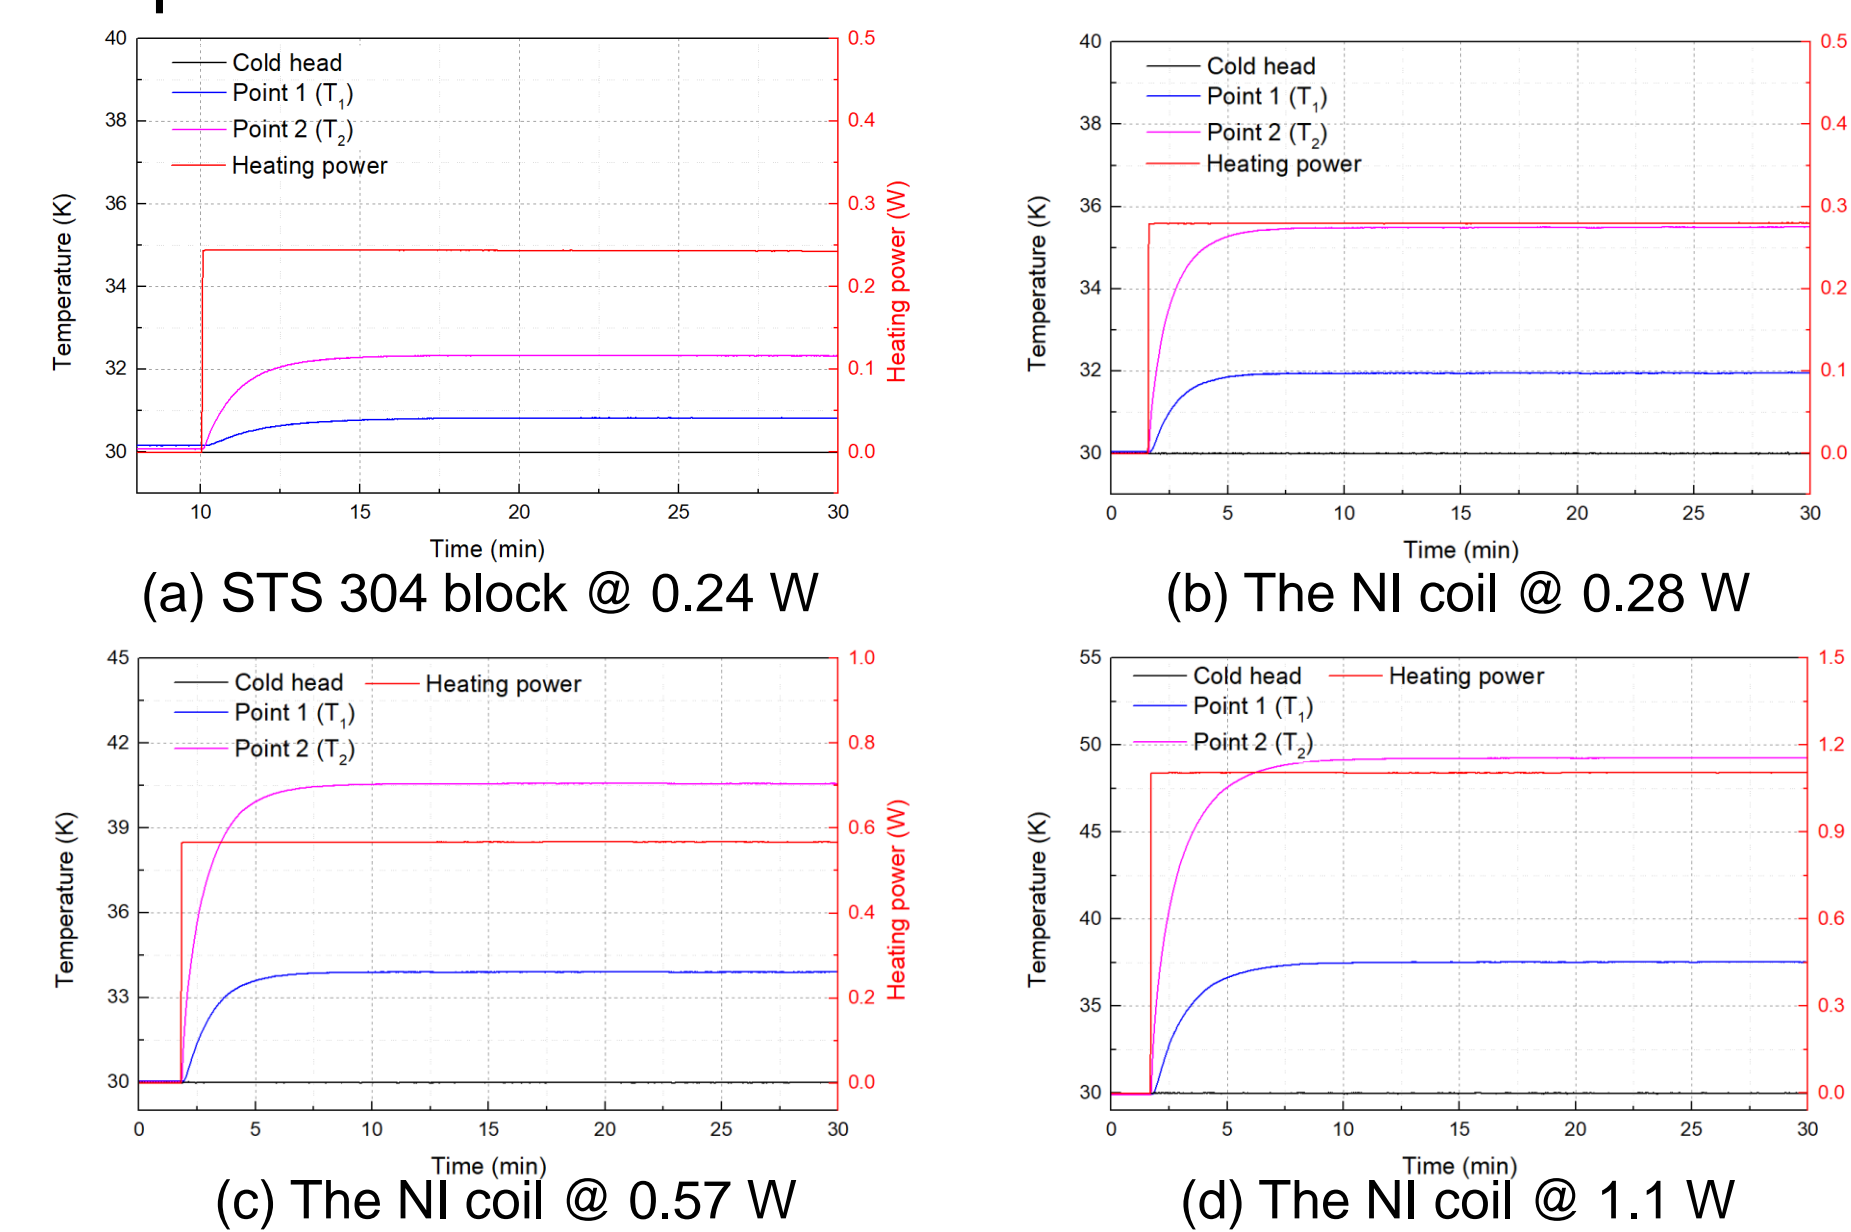 40
38
36
34
32
30
Temperature (K)
Cold head
Point 1 (T1)
Point 2 (T2)
Heating power
0.5
0.4
0.3
0.2
0.1
0.0
Heating power (W)
10 15 20 25 30
Time (min)
(a) STS 304 block @ 0.24 W
40
38
36
34
32
30
Temperature (K)
Cold head
Point 1 (T1)
Point 2 (T2)
Heating power
0.5
0.4
0.3
0.2
0.1
0.0
0 5 10 15 20 25 30
Time (min)
(b) The NI coil @ 0.28 W
45
42
39
36
33
30
Temperature (K)
Cold head
Heating power
Point 1 (T1)
Point 2 (T2)
1.0
0.8
0.6
0.4
0.2
0.0
Heating power (W)
0 5 10 15 20 25 30
Time (min)
(c) The NI coil @ 0.57 W
55
50
45
40
35
30
Temperature (K)
Cold head
Heating power
Point 1 (T1)
Point 2 (T2)
1.5
1.2
0.9
0.6
0.3
0.0
0 5 10 15 20 25 30
Time (min)
(d) The NI coil @ 1.1 W